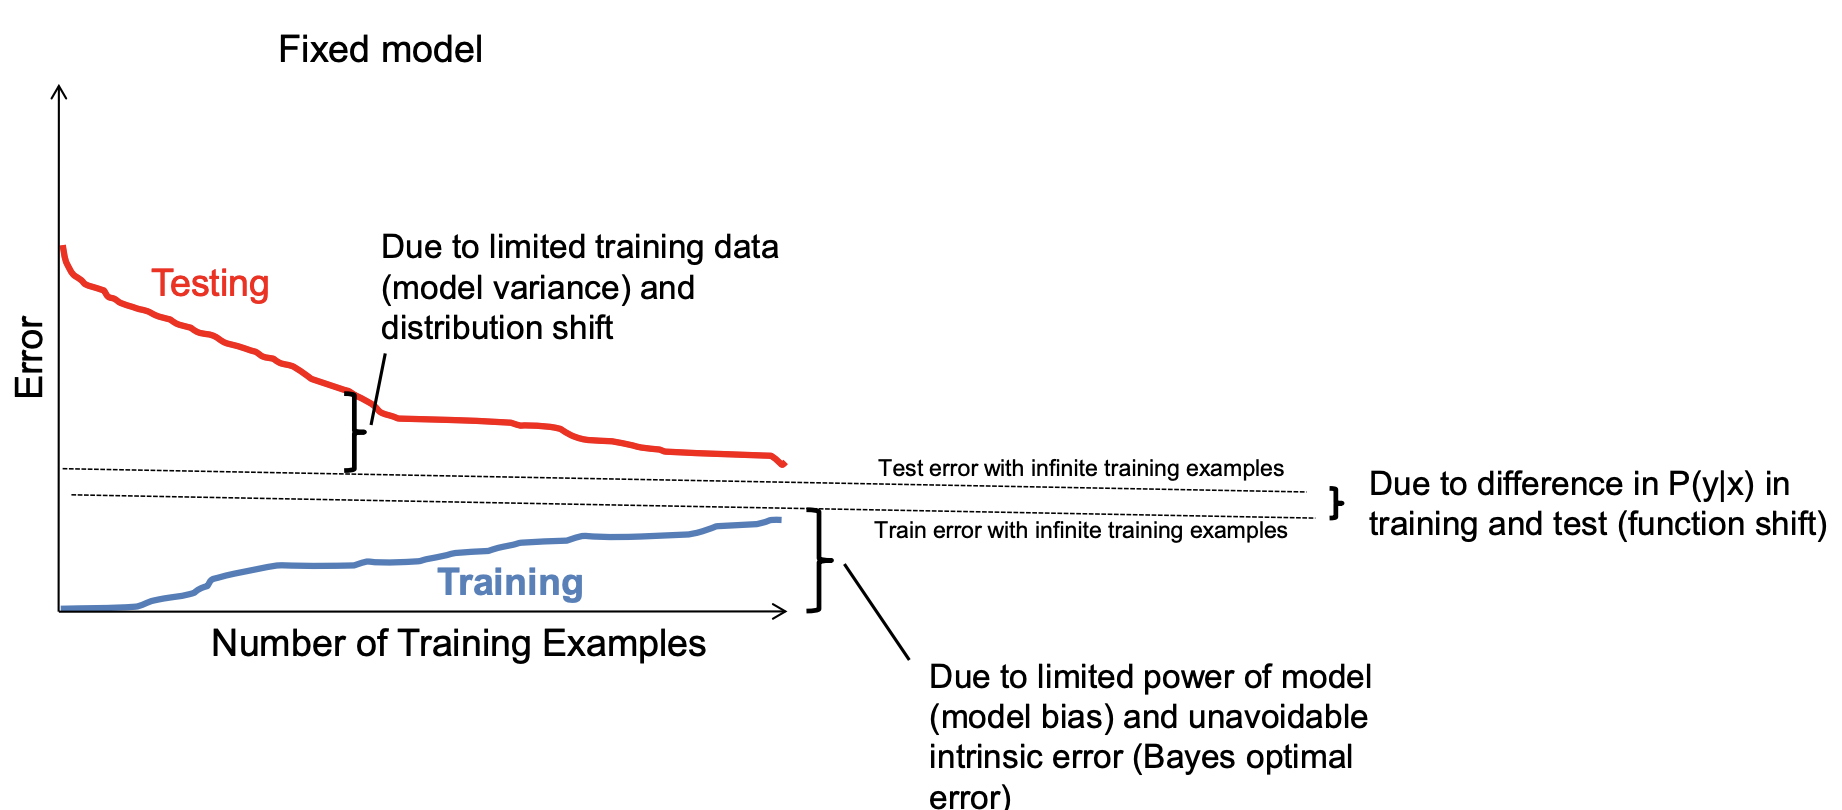 Fixed model
Due to limited training data
(model variance) and
distribution shift
Testing
Error
Test error with infinite training examples
Due to difference in P(y|x) in
training and test (function shift)
Train error with infinite training examples
Training
Number of Training Examples
Due to limited power of model
(model bias) and unavoidable
intrinsic error (Bayes optimal
error)